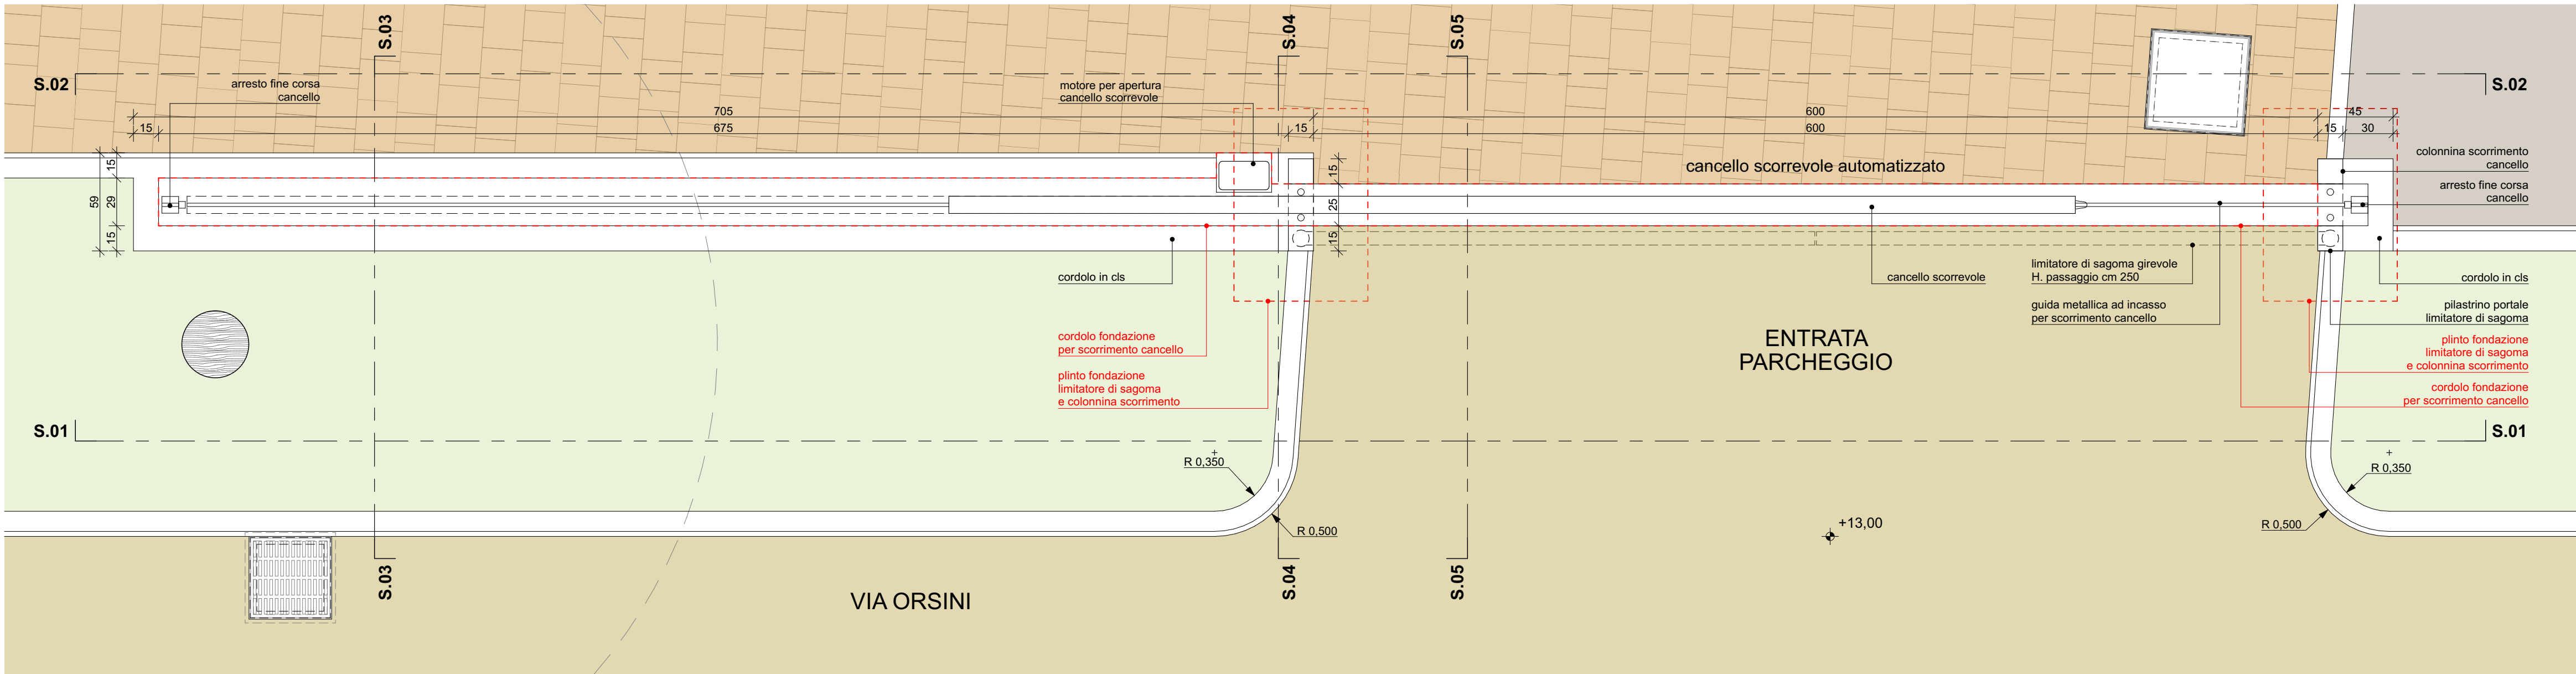 S.03
S.04
S.05
S.02
arresto fine corsa
cancello
motore per apertura
cancello scorrevole
S.02
705
600
45
15
675
15
600
15
30
59
15
29
15
15
25
15
cancello scorrevole automatizzato
colonnina scorrimento
cancello
arresto fine corsa
cancello
cordolo in cls
cancello scorrevole
limitatore di sagoma girevole
H. passaggio cm 250
guida metallica ad incasso
per scorrimento cancello
cordolo in cls
pilastrino portale
limitatore di sagoma
cordolo fondazione
per scorrimento cancello
plinto fondazione
limitatore di sagoma
e colonnina scorrimento
ENTRATA
PARCHEGGIO
plinto fondazione
limitatore di sagoma
e colonnina scorrimento
cordolo fondazione
per scorrimento cancello
S.01
S.01
R 0,350
R 0,350
R 0,500
+13,00
R 0,500
S.03
S.04
S.05
VIA ORSINI